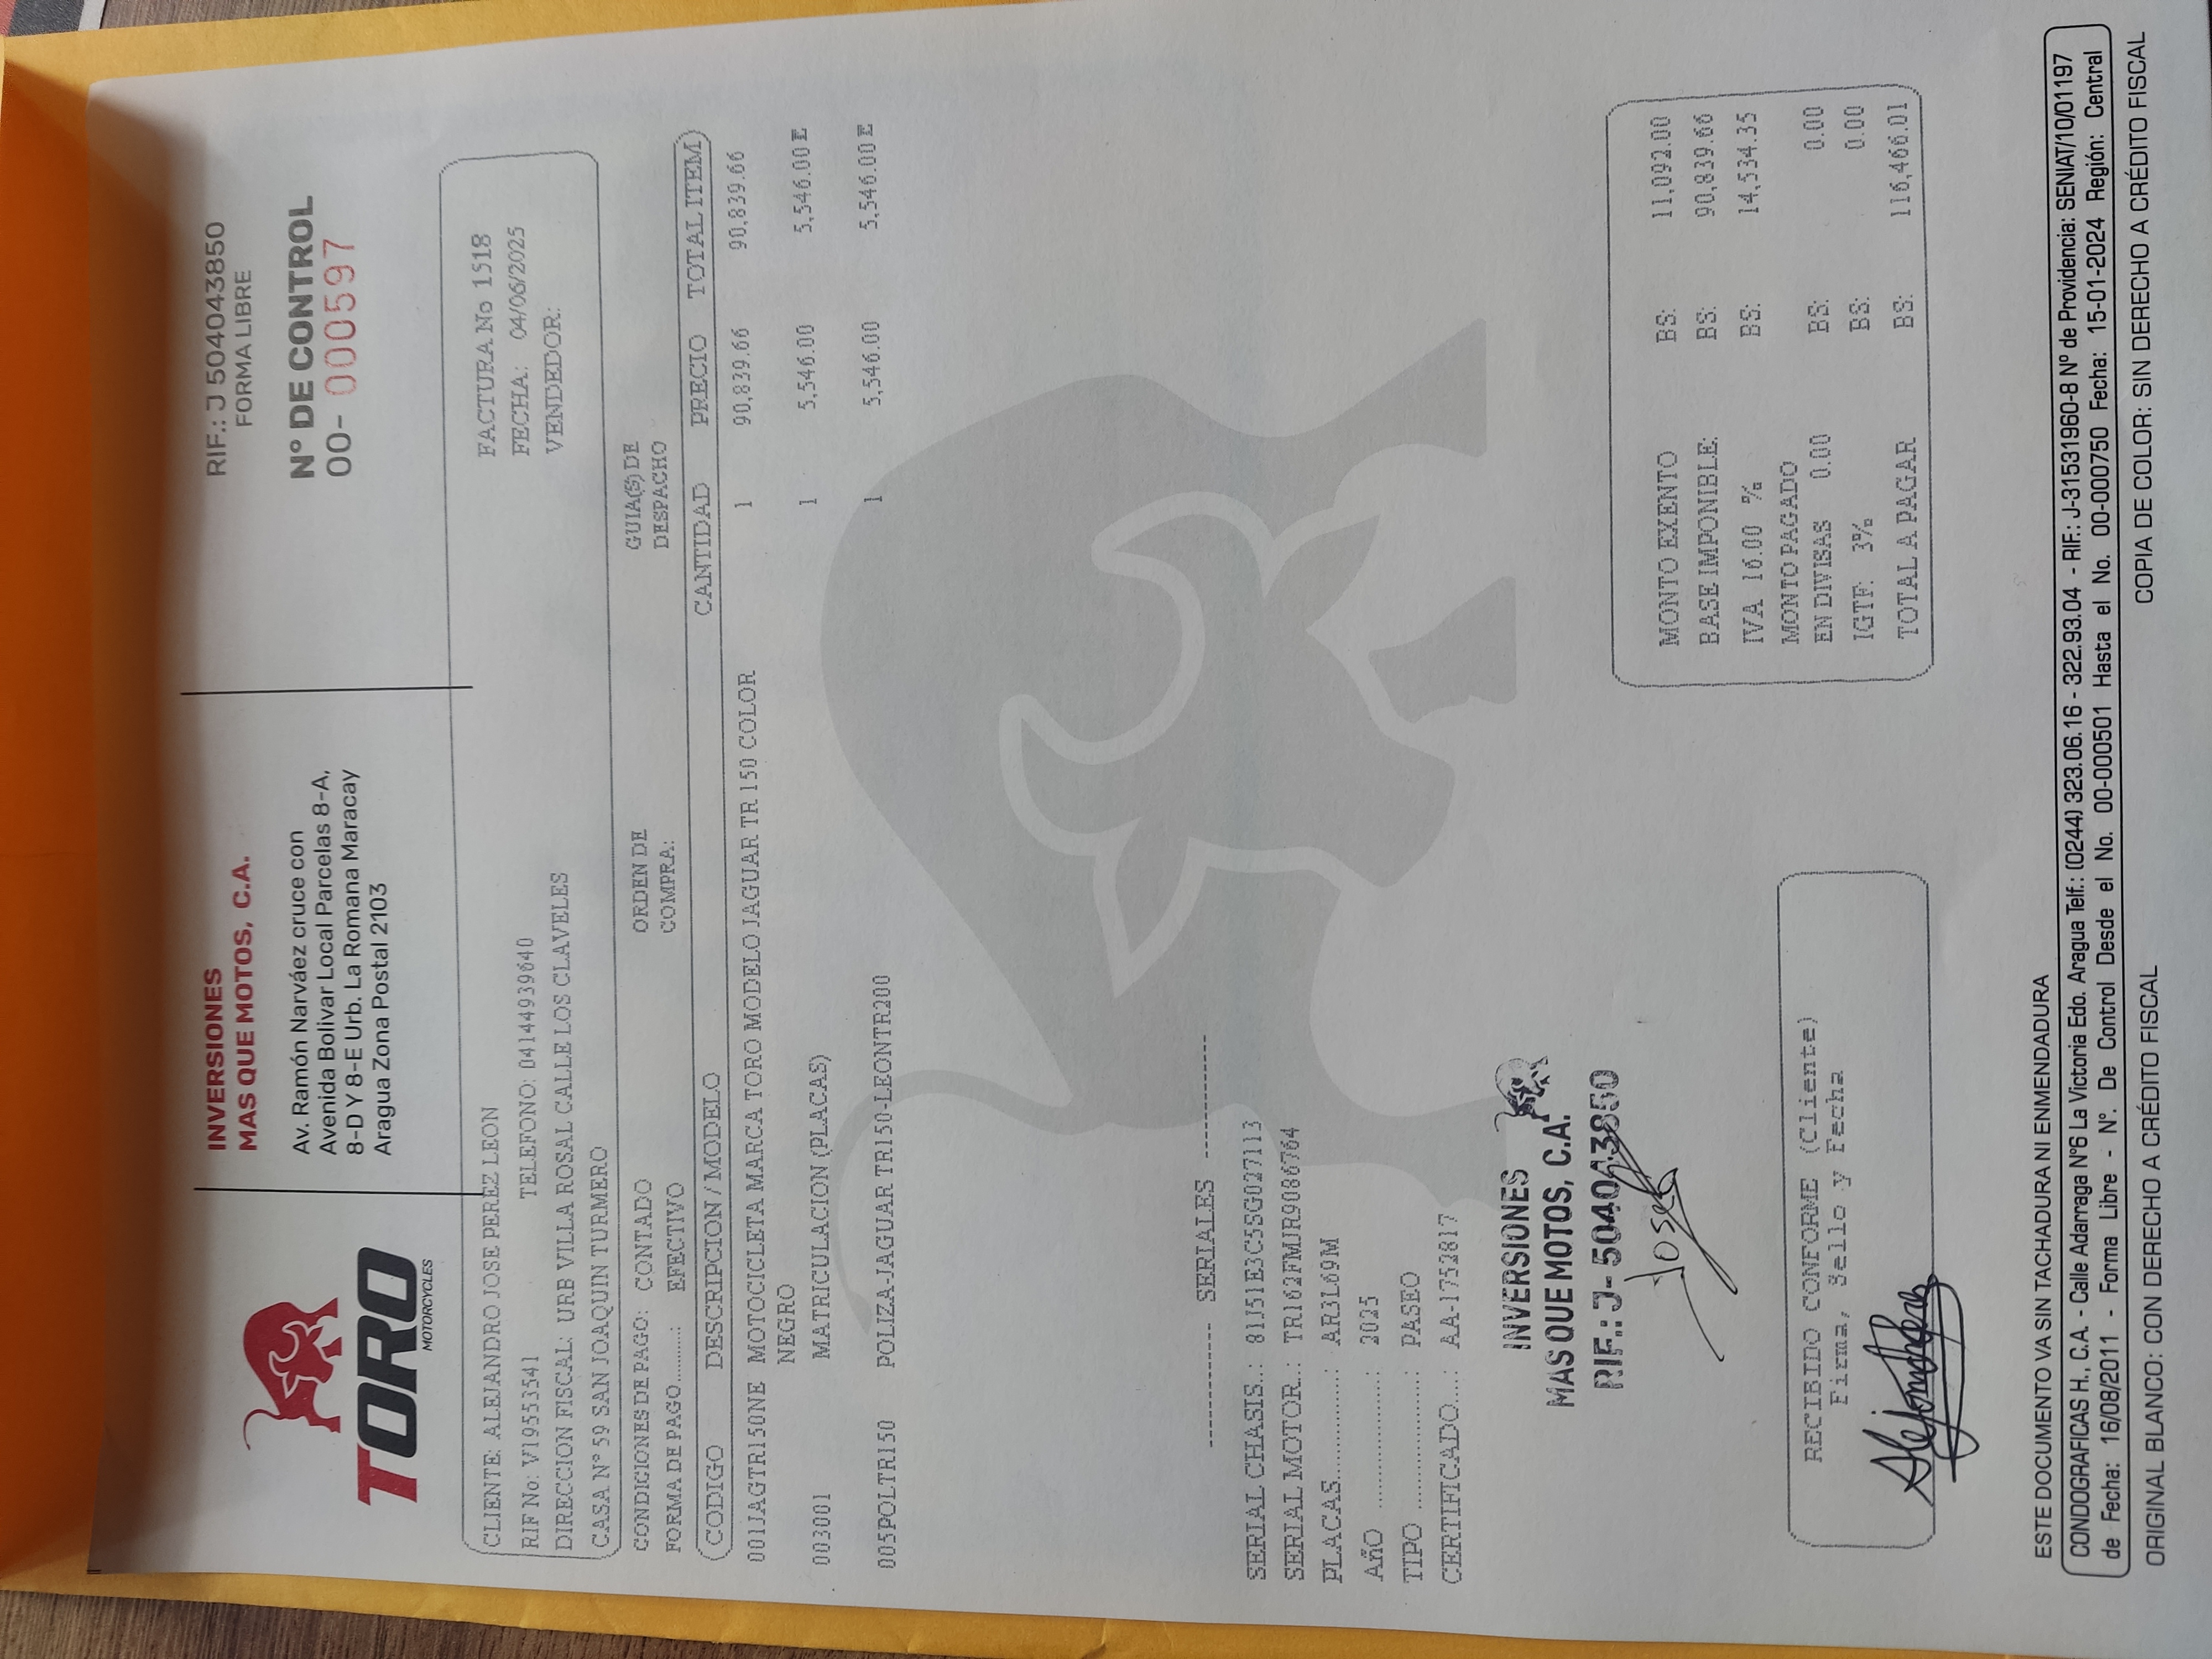 TORO
MOTORCYCLES
INVERSIONES
MAS QUE MOTOS, C.A.
Av. Ramón Narváez cruce con
Avenida Bolivar Local Parcelas 8-A,
8-D Y 8-E Urb. La Romana Maracay
Aragua Zona Postal 2103
RIF.: J 504043850
FORMA LIBRE
Nº DE CONTROL
00- 000597
CLIENTE: ALEJANDRO JOSE PEREZ LEON
RIF No: V19553541 TELEFONO: 04144939640
DIRECCION FISCAL: URB VILLA ROSAL CALLE LOS CLAVELES
CASA Nº 59 SAN JOAQUIN TURMERO
FACTURA No 1518
FECHA: 04/06/2025
VENDEDOR:
CONDICIONES DE PAGO: CONTADO
FORMA DE PAGO..........: EFECTIVO
ORDEN DE
COMPRA:
GUIA(S) DE
DESPACHO
CODIGO DESCRIPCION / MODELO CANTIDAD PRECIO TOTAL ITEM
001JAGTR150NE MOTOCICLETA MARCA TORO MODELO JAGUAR TR 150 COLOR 1 90,839.66 90,839.66
NEGRO
003001 MATRICULACION (PLACAS) 1 5,546.00 5,546.00 E
005POLTR150 POLIZA-JAGUAR TR150-LEONTR200 1 5,546.00 5,546.00 E
------------- SERIALES -------------
SERIAL CHASIS..: 8151E3C5SG027113
SERIAL MOTOR..: TR162FMJR9086764
PLACAS..............: AR3L69M
AÑO ..................: 2025
TIPO ..................: PASEO
CERTIFICADO....: AA-1752817
INVERSIONES
MAS QUE MOTOS, C.A.
RIF.: J- 504043850
Josek
MONTO EXENTO BS: 11,092.00
BASE IMPONIBLE: BS: 90,839.66
IVA 16.00 % BS: 14,534.35
MONTO PAGADO
EN DIVISAS 0.00 BS: 0.00
IGTF: 3% BS: 0.00
TOTAL A PAGAR BS: 116,466.01
RECIBIDO CONFORME (Cliente)
Firma, Sello y Fecha
ESTE DOCUMENTO VA SIN TACHADURA NI ENMENDADURA
CONDOGRAFICAS H., C.A. - Calle Adarraga Nº6 La Victoria Edo. Aragua Telf.: (0244) 323.06.16 - 322.93.04 - RIF.: J-31531960-8 Nº de Providencia: SENIAT/10/01197
de Fecha: 16/08/2011 - Forma Libre - Nº. De Control Desde el No. 00-000501 Hasta el No. 00-000750 Fecha: 15-01-2024 Región: Central
ORIGINAL BLANCO: CON DERECHO A CRÉDITO FISCAL COPIA DE COLOR: SIN DERECHO A CRÉDITO FISCAL